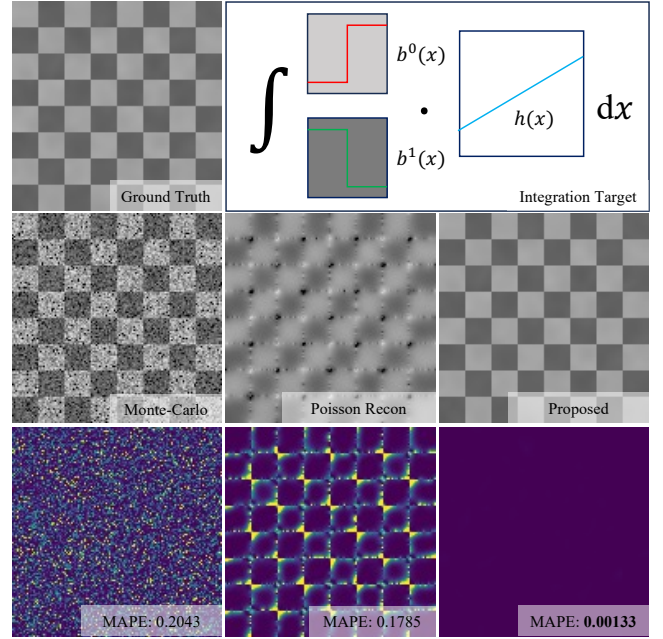 Ground Truth
∫
b⁰(x)
b¹(x)
·
h(x)
dx
Integration Target
Monte-Carlo
Poisson Recon
Proposed
MAPE: 0.2043
MAPE: 0.1785
MAPE: 0.00133